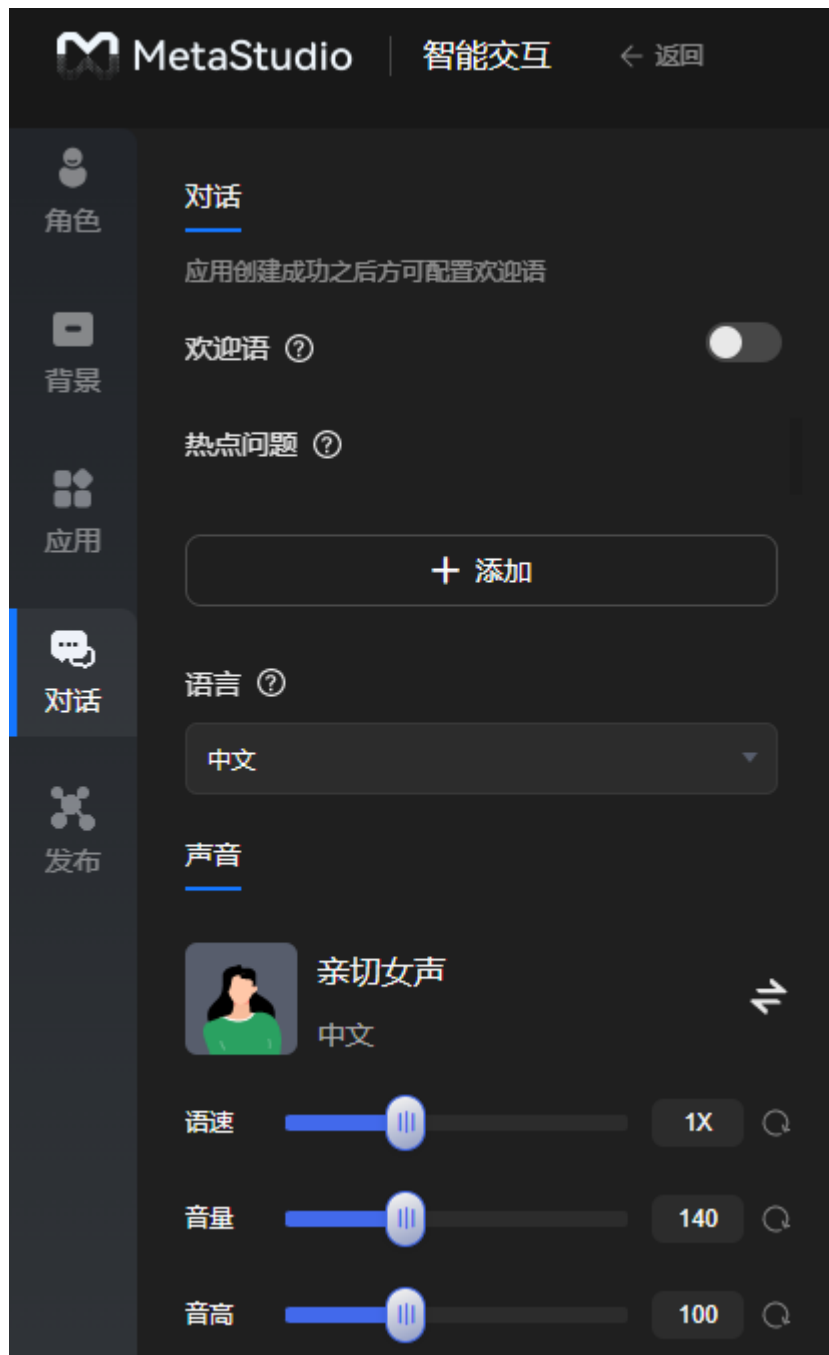 MetaStudio 智能交互 ← 返回
角色
背景
应用
对话
发布
对话
应用创建成功之后方可配置欢迎语
欢迎语 ?
热点问题 ?
+ 添加
语言 ?
中文
声音
亲切女声
中文
语速 1X
音量 140
音高 100